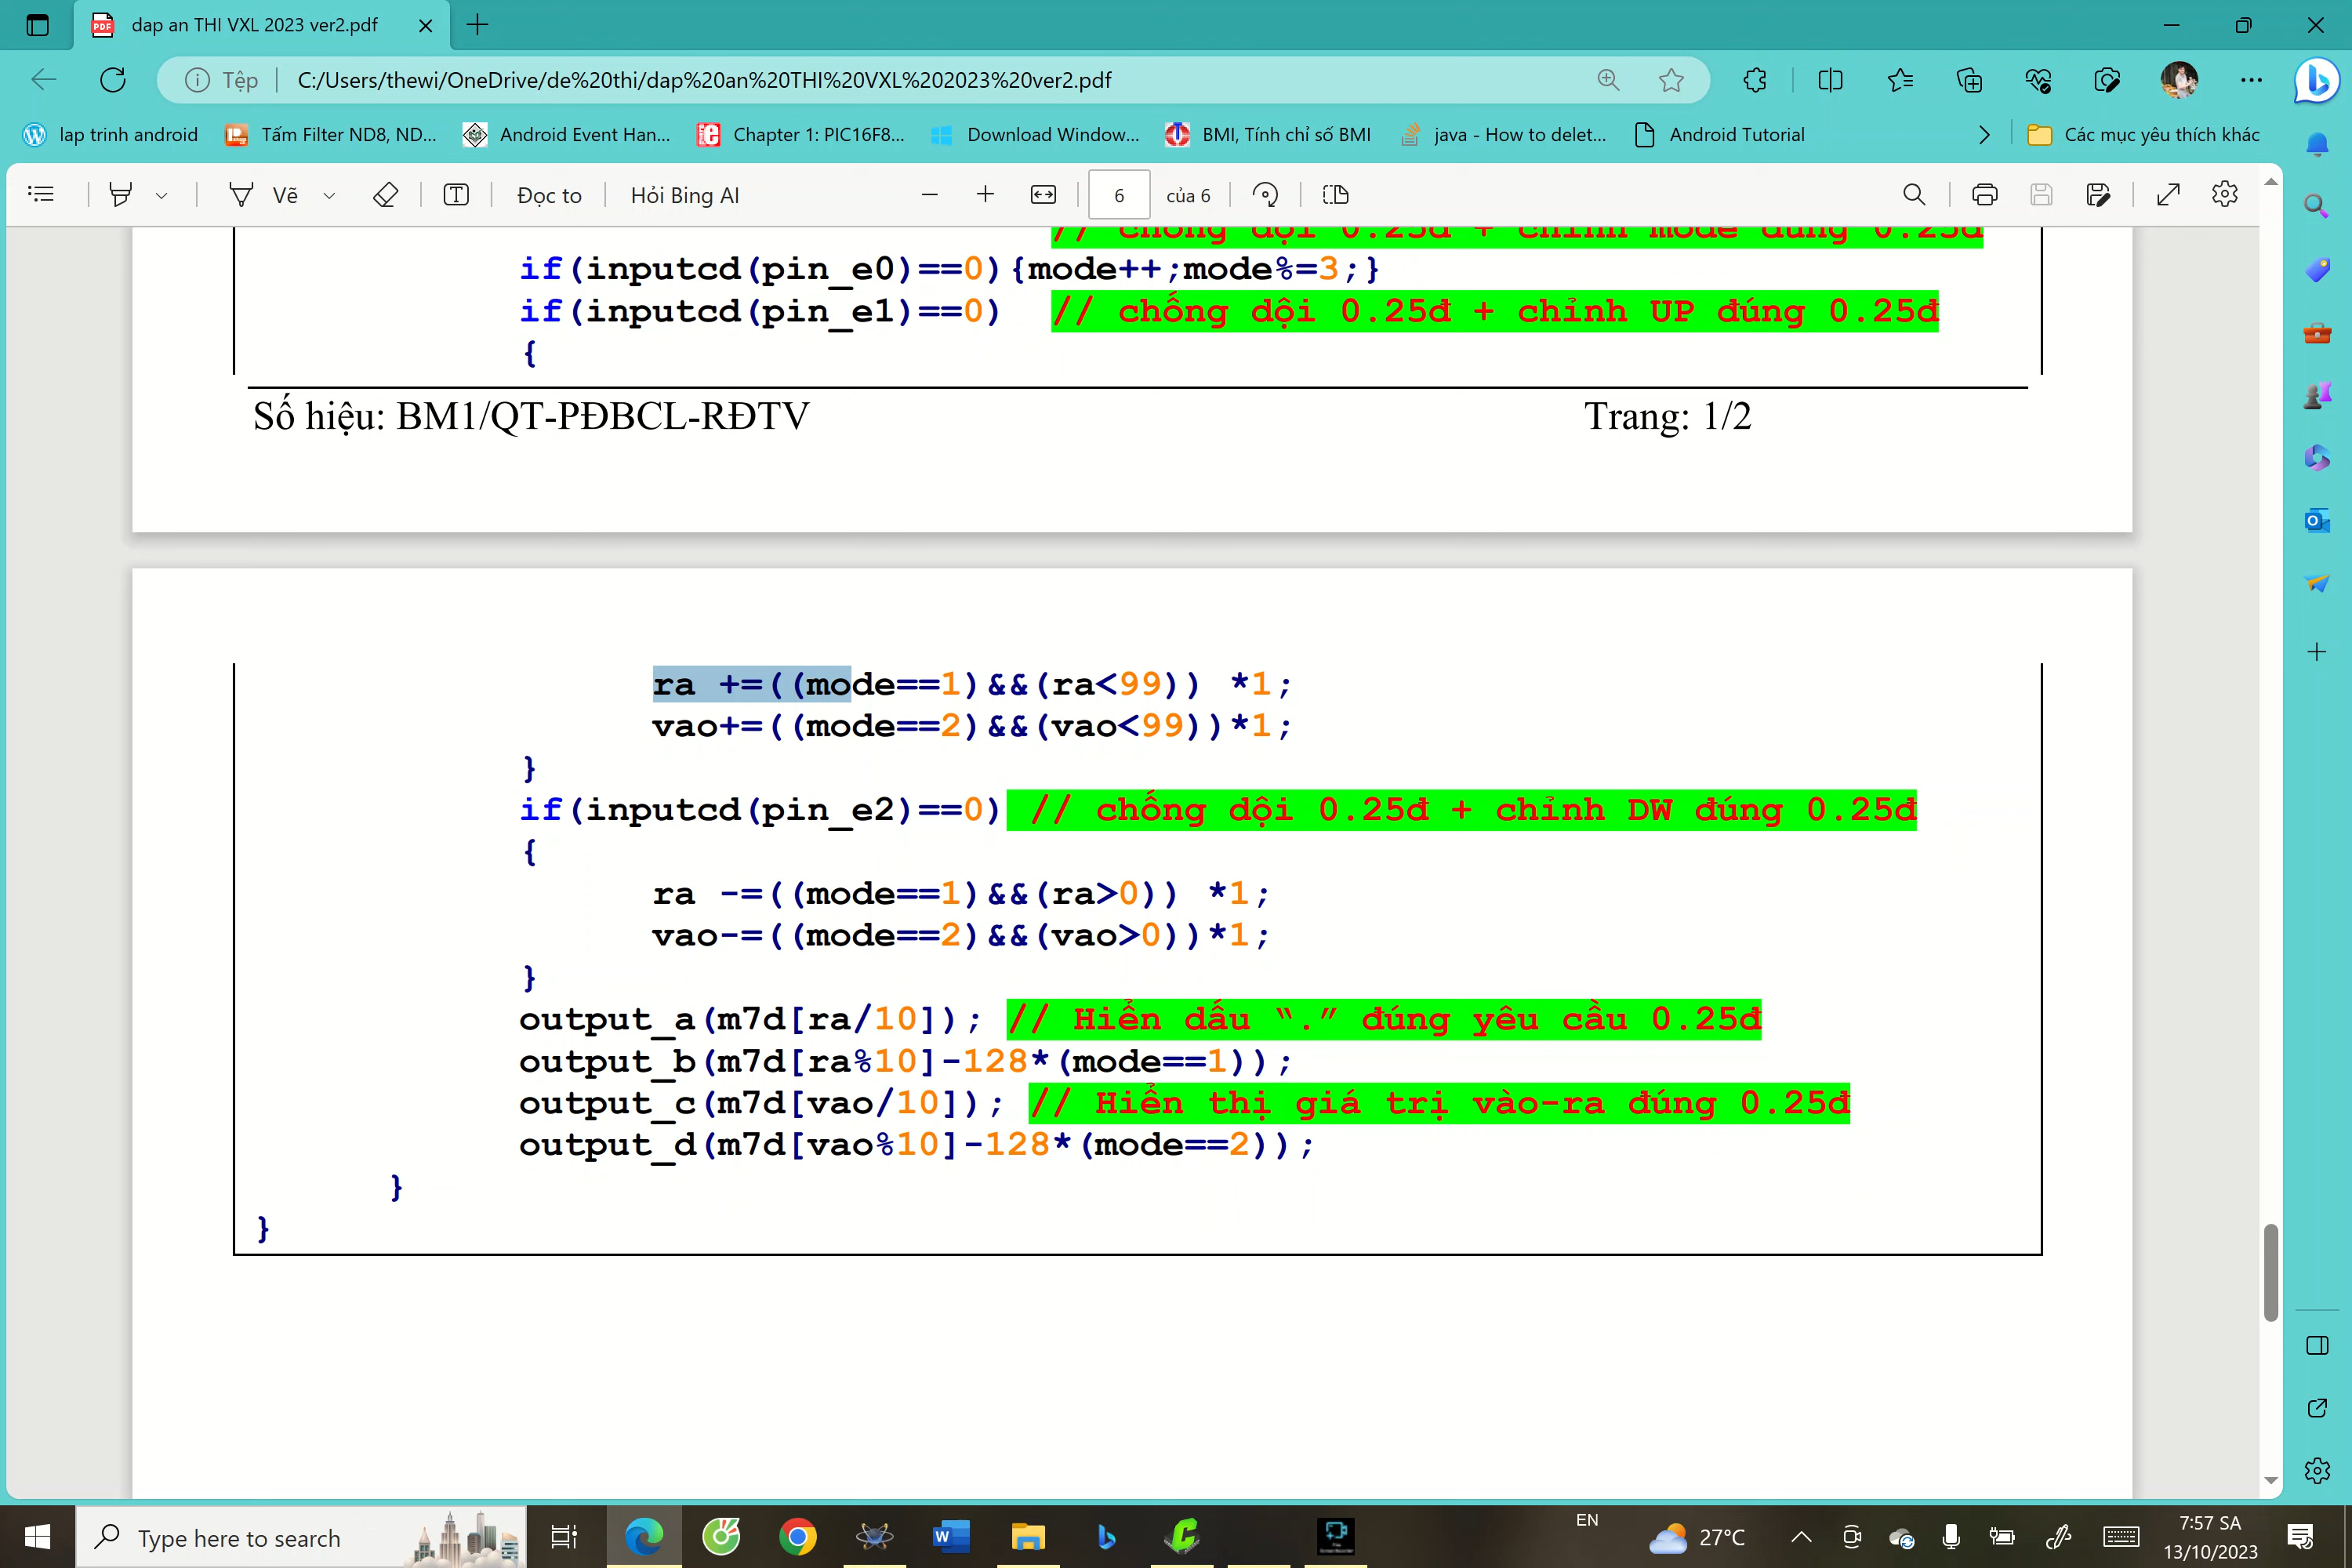 dap an THI VXL 2023 ver2.pdf
Tệp C:/Users/thewi/OneDrive/de%20thi/dap%20an%20THI%20VXL%202023%20ver2.pdf
lap trinh android Tấm Filter ND8, ND... Android Event Han... Chapter 1: PIC16F8... Download Window... BMI, Tính chỉ số BMI java - How to delet... Android Tutorial Các mục yêu thích khác
Vẽ Đọc to Hỏi Bing AI 6 của 6
// chống dội 0.25đ + chỉnh mode đúng 0.25đ
if(inputcd(pin_e0)==0){mode++;mode%=3;}
if(inputcd(pin_e1)==0) // chống dội 0.25đ + chỉnh UP đúng 0.25đ
{
Số hiệu: BM1/QT-PĐBCL-RĐTV Trang: 1/2
ra +=((mode==1)&&(ra<99)) *1;
vao+=((mode==2)&&(vao<99))*1;
}
if(inputcd(pin_e2)==0) // chống dội 0.25đ + chỉnh DW đúng 0.25đ
{
ra -=((mode==1)&&(ra>0)) *1;
vao-=((mode==2)&&(vao>0))*1;
}
output_a(m7d[ra/10]); // Hiển dấu “.” đúng yêu cầu 0.25đ
output_b(m7d[ra%10]-128*(mode==1));
output_c(m7d[vao/10]); // Hiển thị giá trị vào-ra đúng 0.25đ
output_d(m7d[vao%10]-128*(mode==2));
}
}
Type here to search EN 27°C 7:57 SA
13/10/2023